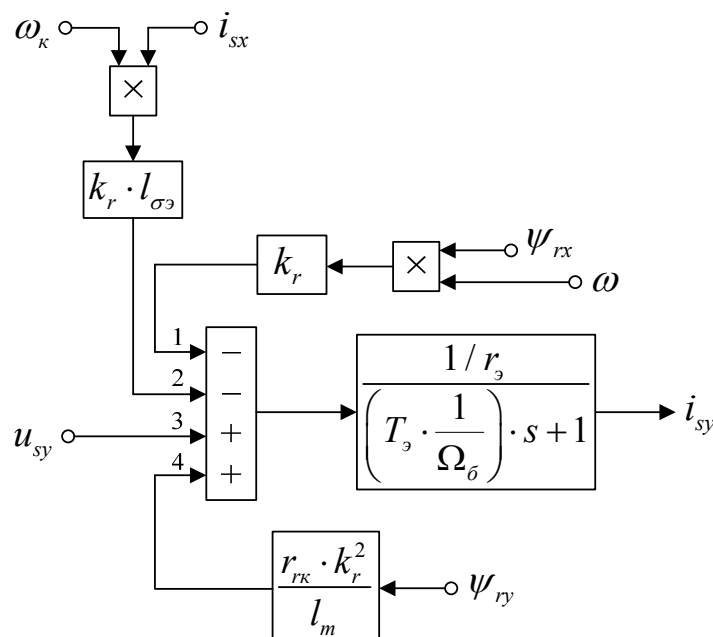 ω_к i_sx
×
k_r · l_σэ
ψ_rx
k_r × ω
1 −
2 −
u_sy 3 +
4 +
1 / r_э
(T_э · 1/Ω_б) · s + 1
i_sy
r_rк · k_r^2
l_m
ψ_ry